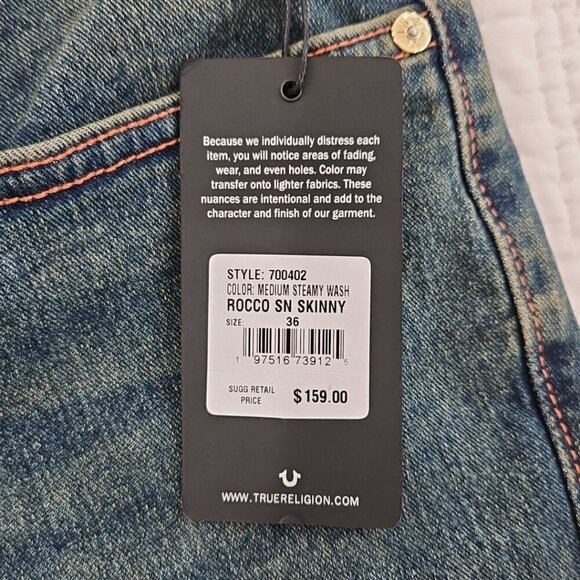 Because we individually distress each
item, you will notice areas of fading,
wear, and even holes. Color may
transfer onto lighter fabrics. These
nuances are intentional and add to the
character and finish of our garment.
STYLE: 700402
COLOR: MEDIUM STEAMY WASH
ROCCO SN SKINNY
SIZE: 36
1 97516 73912 5
SUGG RETAIL
PRICE $159.00
WWW.TRUERELIGION.COM